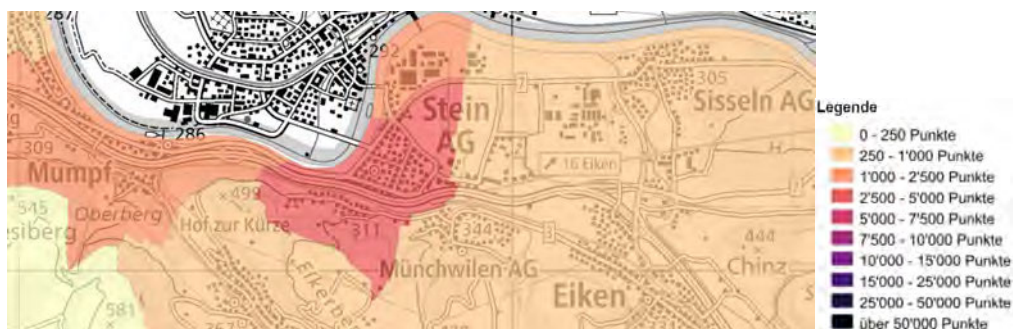 292
286
309
Mumpf
Oberberg
545
581
499
Hof zur Kürze
311
Stein
AG
7
16 Eiken
305
Sisseln AG
H
344
3
Münchwilen AG
Eiken
444
Chinz
Legende
0 - 250 Punkte
250 - 1'000 Punkte
1'000 - 2'500 Punkte
2'500 - 5'000 Punkte
5'000 - 7'500 Punkte
7'500 - 10'000 Punkte
10'000 - 15'000 Punkte
15'000 - 25'000 Punkte
25'000 - 50'000 Punkte
über 50'000 Punkte